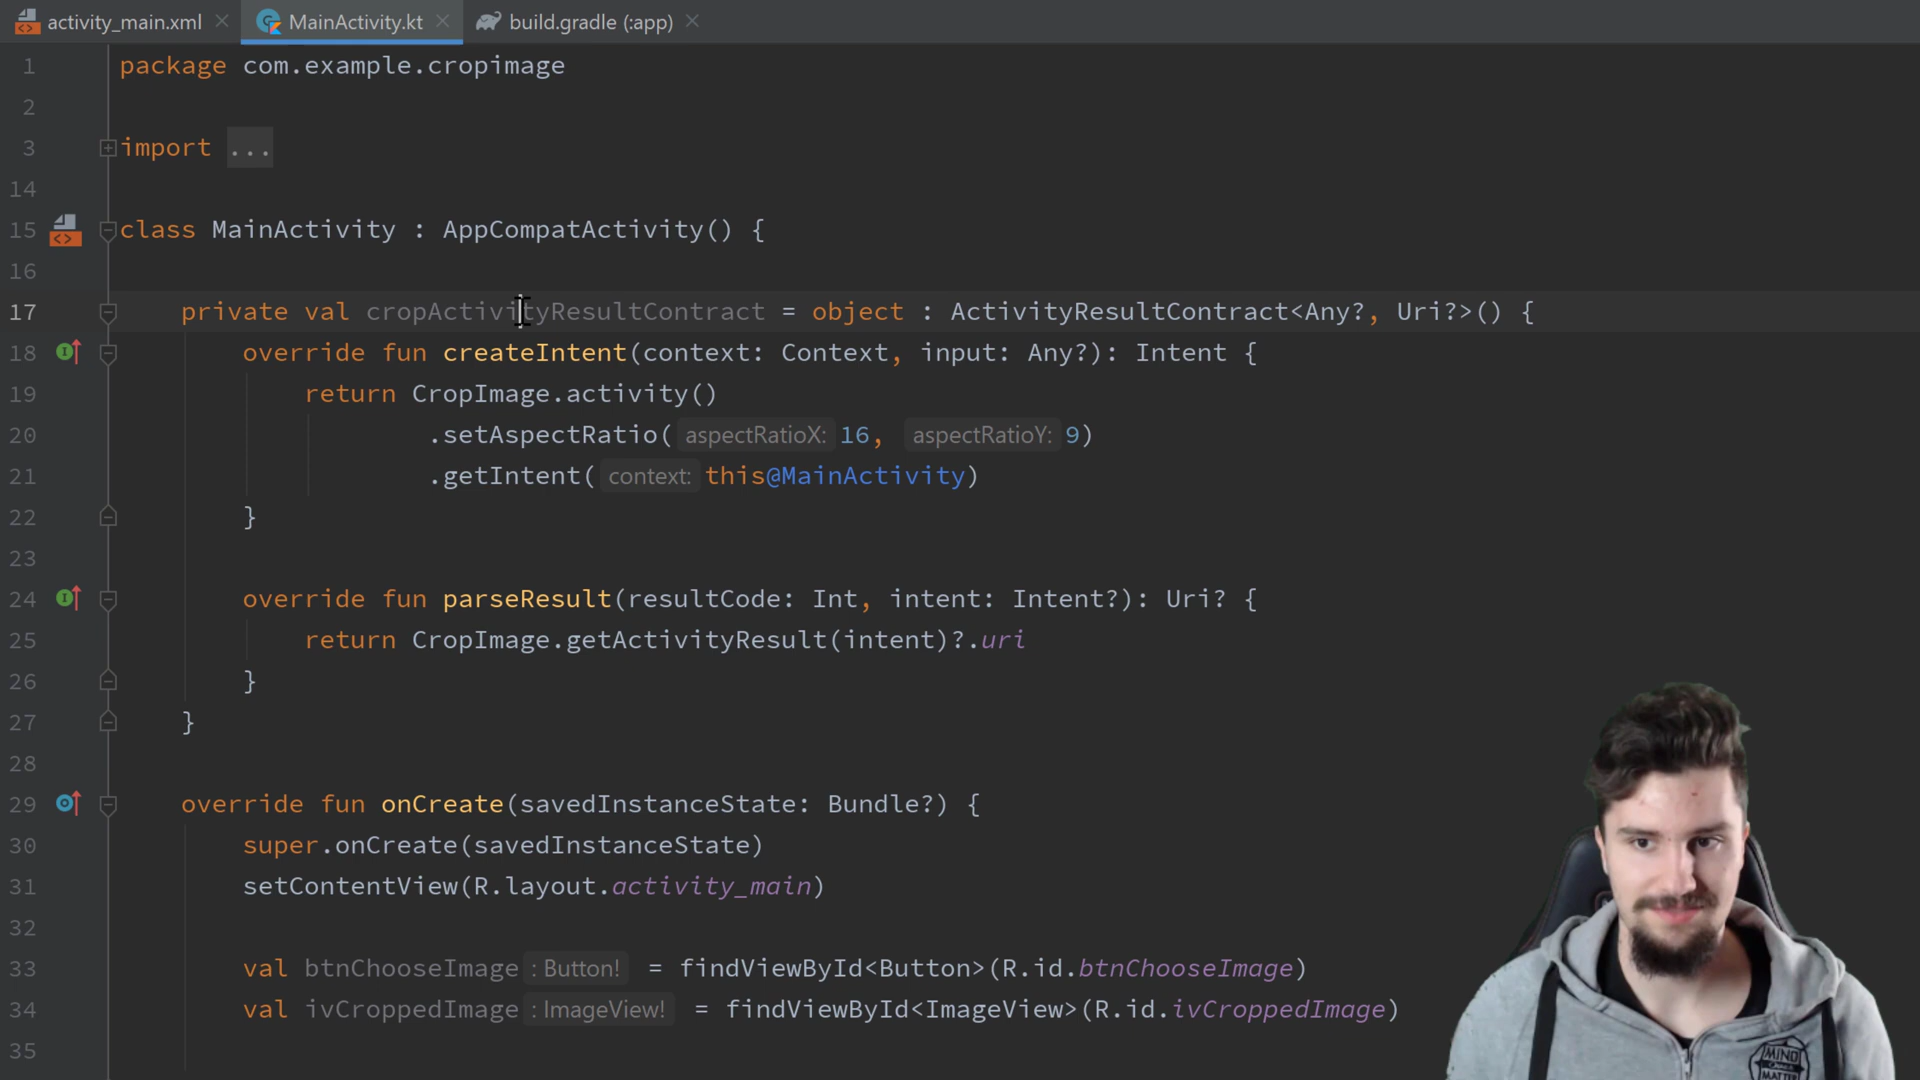 activity_main.xml MainActivity.kt build.gradle (:app)
1 package com.example.cropimage
2
3 import ...
14
15 class MainActivity : AppCompatActivity() {
16
17 private val cropActivityResultContract = object : ActivityResultContract<Any?, Uri?>() {
18 override fun createIntent(context: Context, input: Any?): Intent {
19 return CropImage.activity()
20 .setAspectRatio( aspectRatioX: 16, aspectRatioY: 9)
21 .getIntent( context: this@MainActivity)
22 }
23
24 override fun parseResult(resultCode: Int, intent: Intent?): Uri? {
25 return CropImage.getActivityResult(intent)?.uri
26 }
27 }
28
29 override fun onCreate(savedInstanceState: Bundle?) {
30 super.onCreate(savedInstanceState)
31 setContentView(R.layout.activity_main)
32
33 val btnChooseImage : Button! = findViewById<Button>(R.id.btnChooseImage)
34 val ivCroppedImage : ImageView! = findViewById<ImageView>(R.id.ivCroppedImage)
35
MIND
MATTER